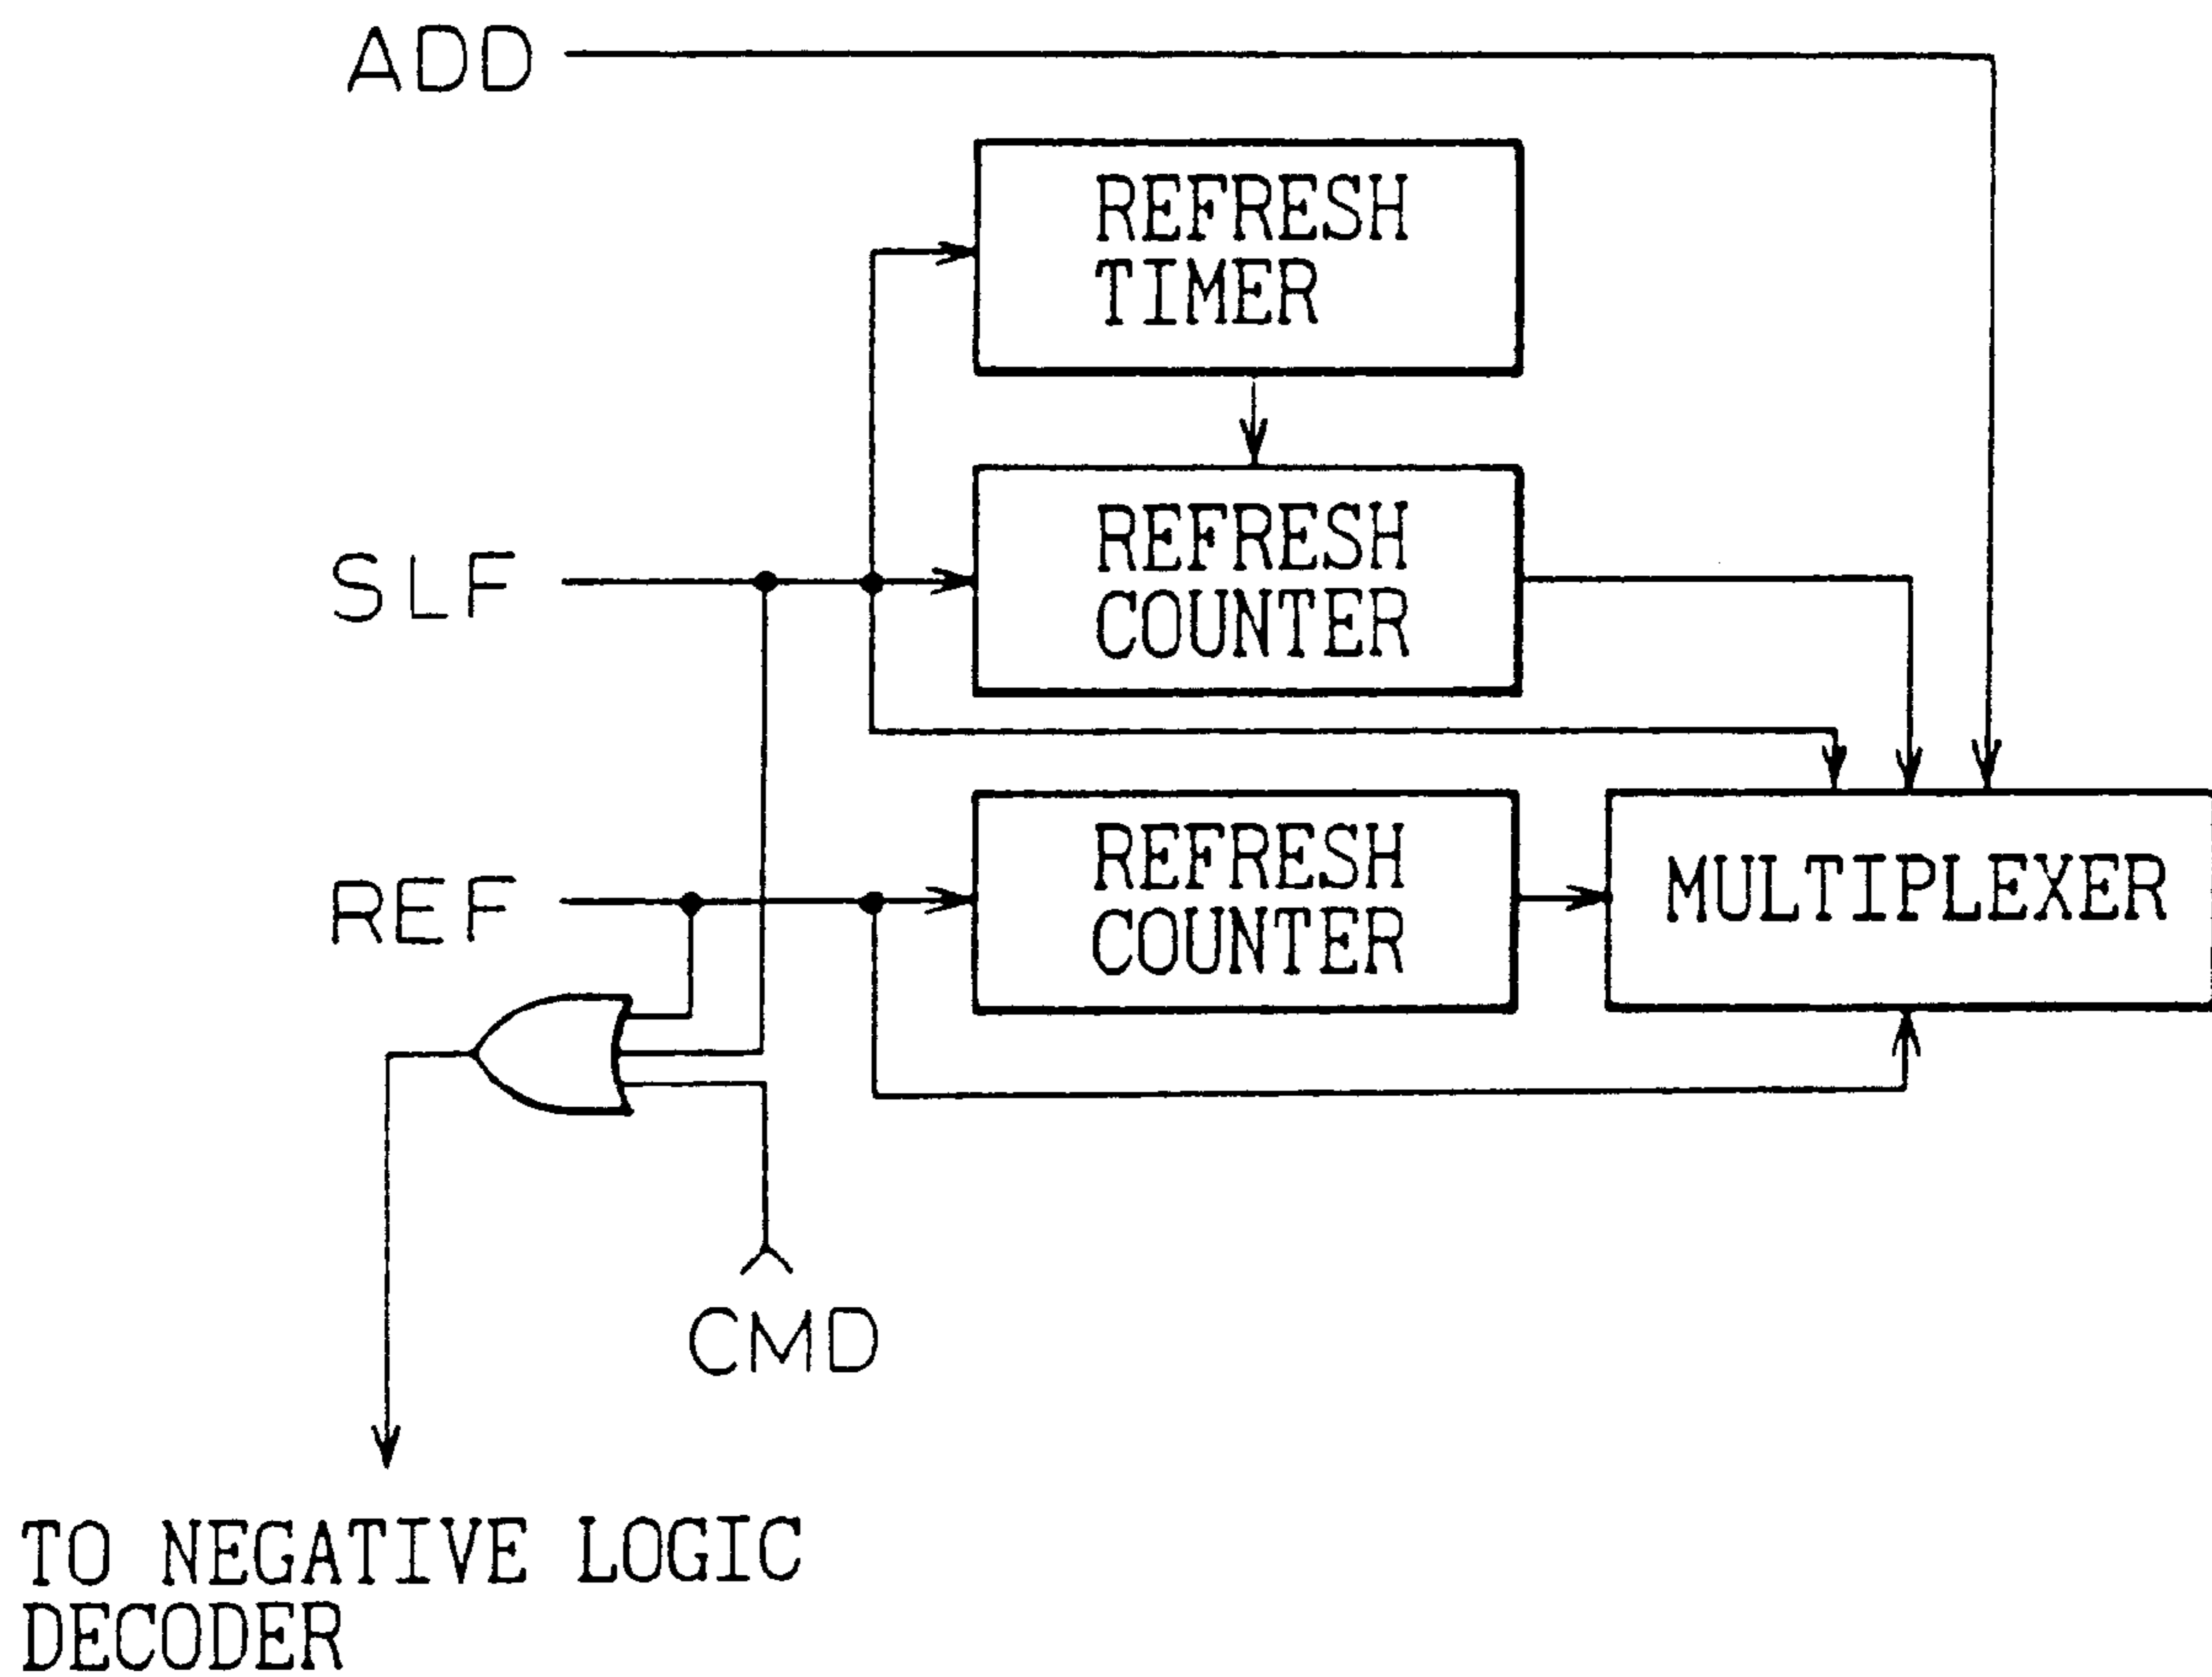 ADD
REFRESH
TIMER
SLF
REFRESH
COUNTER
REF
REFRESH
COUNTER
MULTIPLEXER
CMD
TO NEGATIVE LOGIC
DECODER